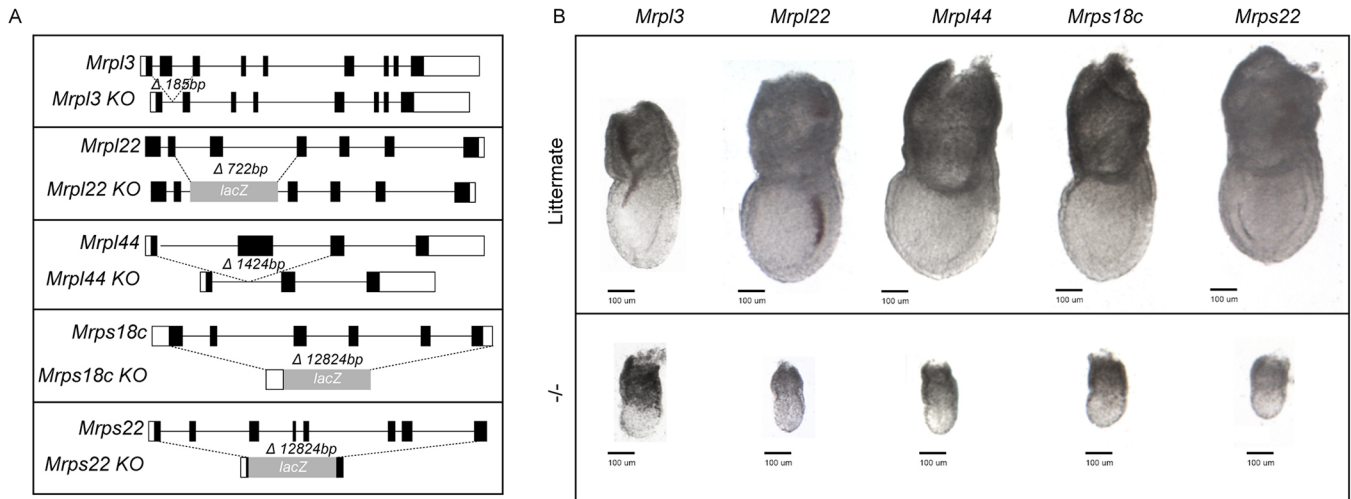 A
B
Mrpl3
Mrpl22
Mrpl44
Mrps18c
Mrps22
Mrpl3
Δ 185bp
Mrpl3 KO
Mrpl22
Δ 722bp
Mrpl22 KO
lacZ
Mrpl44
Δ 1424bp
Mrpl44 KO
Mrps18c
Δ 12824bp
Mrps18c KO
lacZ
Mrps22
Δ 12824bp
Mrps22 KO
lacZ
Littermate
100 um
100 um
100 um
100 um
100 um
-/-
100 um
100 um
100 um
100 um
100 um